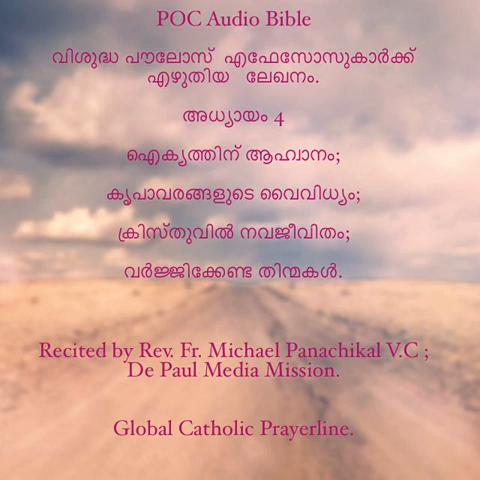 POC Audio Bible
വിശുദ്ധ പൗലോസ് എഫേസോസുകാർക്ക്
എഴുതിയ ലേഖനം.
അധ്യായം 4
ഐക്യത്തിന് ആഹ്വാനം;
കൃപാവരങ്ങളുടെ വൈവിധ്യം;
ക്രിസ്തുവിൽ നവജീവിതം;
വർജ്ജിക്കേണ്ട തിന്മകൾ.
Recited by Rev. Fr. Michael Panachikal V.C ;
De Paul Media Mission.
Global Catholic Prayerline.